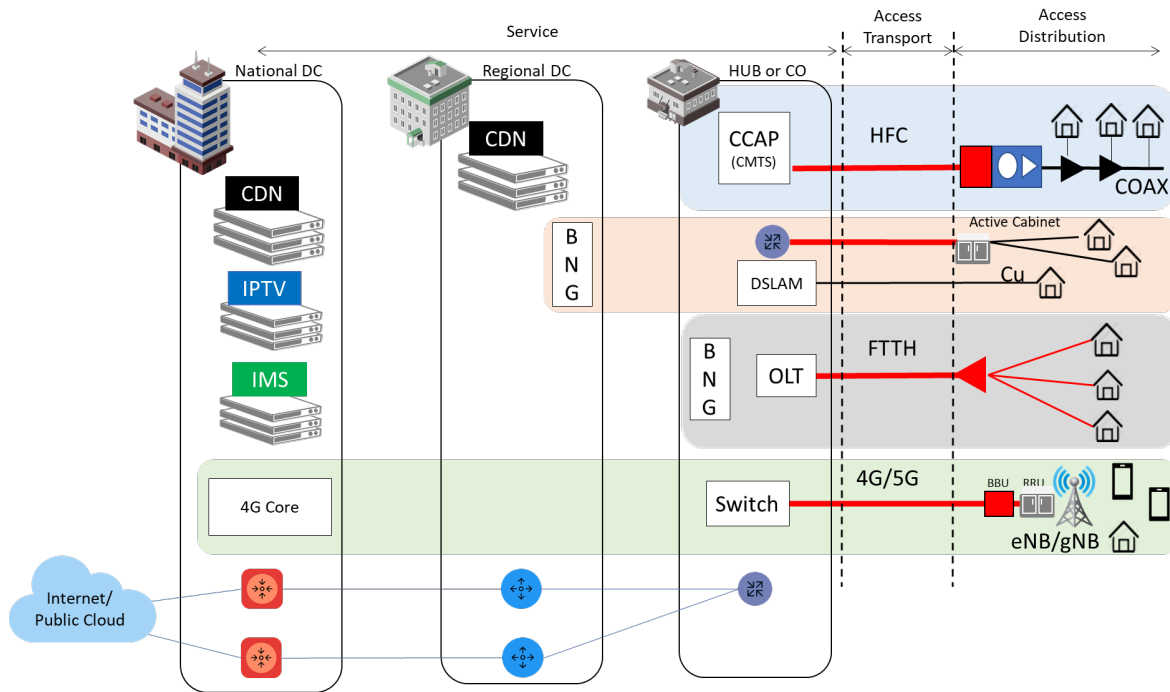 Service
Access
Transport
Access
Distribution
National DC
Regional DC
HUB or CO
CDN
CDN
IPTV
IMS
CCAP
(CMTS)
HFC
COAX
B
N
G
DSLAM
Active Cabinet
Cu
B
N
G
OLT
FTTH
4G Core
Switch
4G/5G
BBU
RRU
eNB/gNB
Internet/
Public Cloud